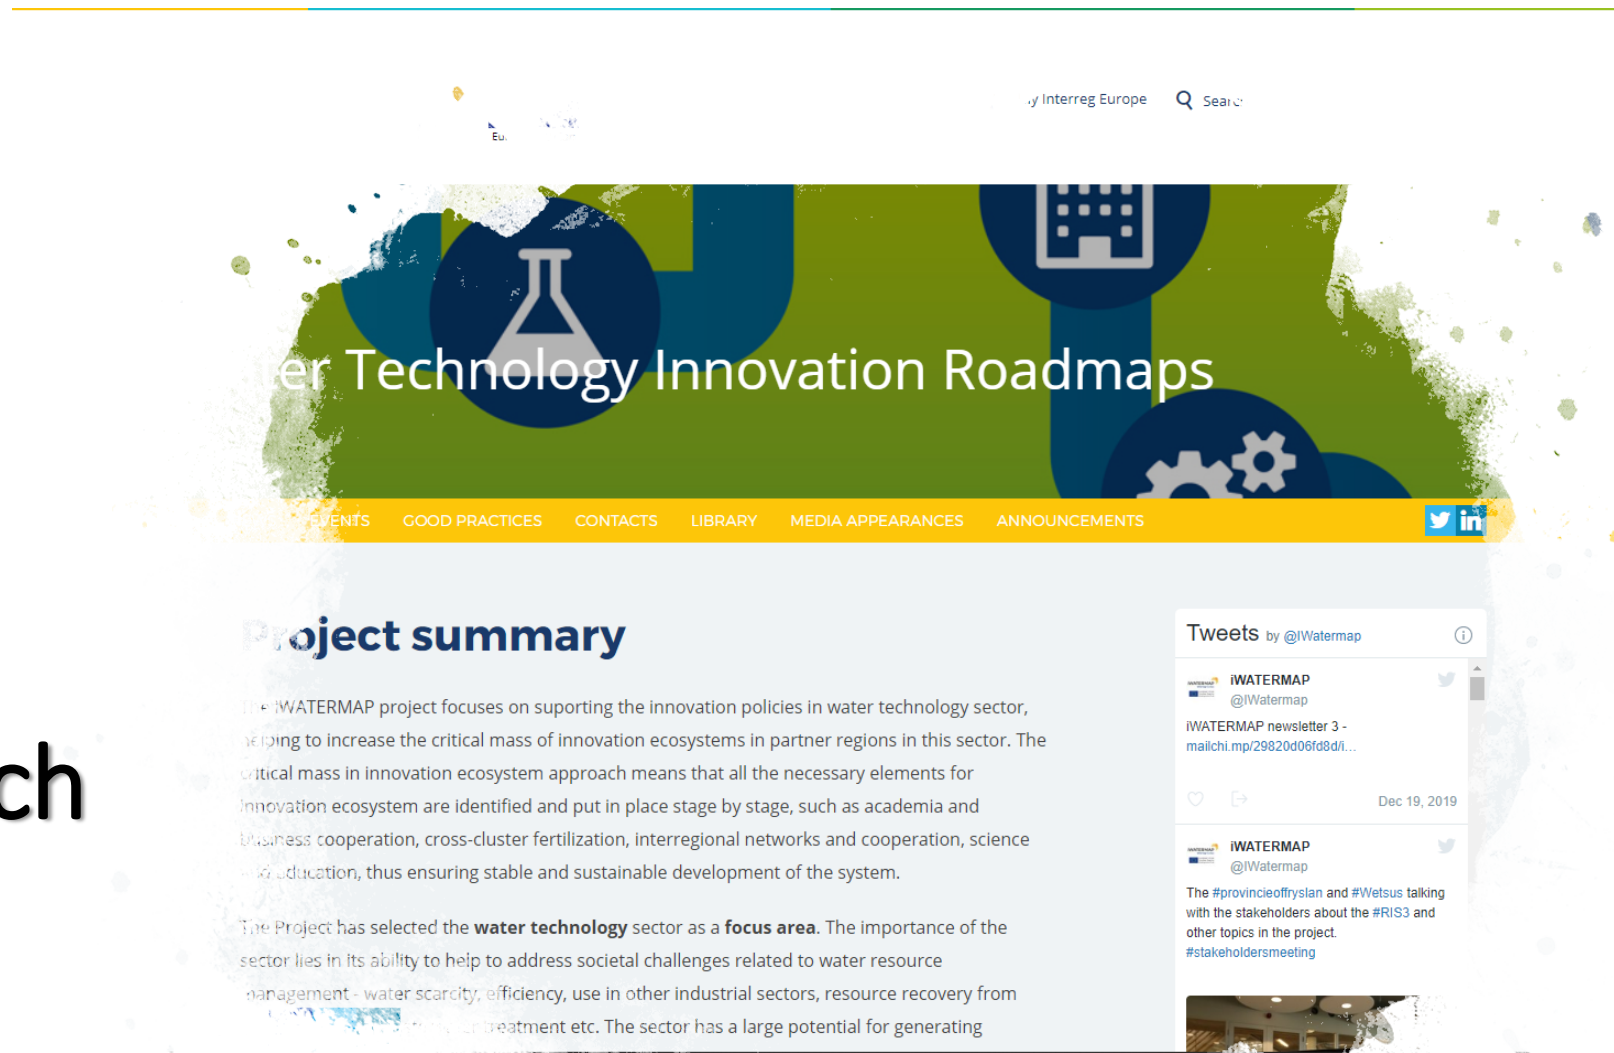 y Interreg Europe
Eu
er Technology Innovation Roadmaps
EVENTS GOOD PRACTICES CONTACTS LIBRARY MEDIA APPEARANCES ANNOUNCEMENTS
in
Project summary
The iWATERMAP project focuses on suporting the innovation policies in water technology sector,
helping to increase the critical mass of innovation ecosystems in partner regions in this sector. The
critical mass in innovation ecosystem approach means that all the necessary elements for
innovation ecosystem are identified and put in place stage by stage, such as academia and
business cooperation, cross-cluster fertilization, interregional networks and cooperation, science
and education, thus ensuring stable and sustainable development of the system.
The Project has selected the water technology sector as a focus area. The importance of the
sector lies in its ability to help to address societal challenges related to water resource
management - water scarcity, efficiency, use in other industrial sectors, resource recovery from
treatment etc. The sector has a large potential for generating
ch
Tweets by @IWatermap
iWATERMAP
@IWatermap
iWATERMAP newsletter 3 -
mailchi.mp/29820d06fd8d/i…
Dec 19, 2019
iWATERMAP
@IWatermap
The #provincieoffryslan and #Wetsus talking
with the stakeholders about the #RIS3 and
other topics in the project.
#stakeholdersmeeting